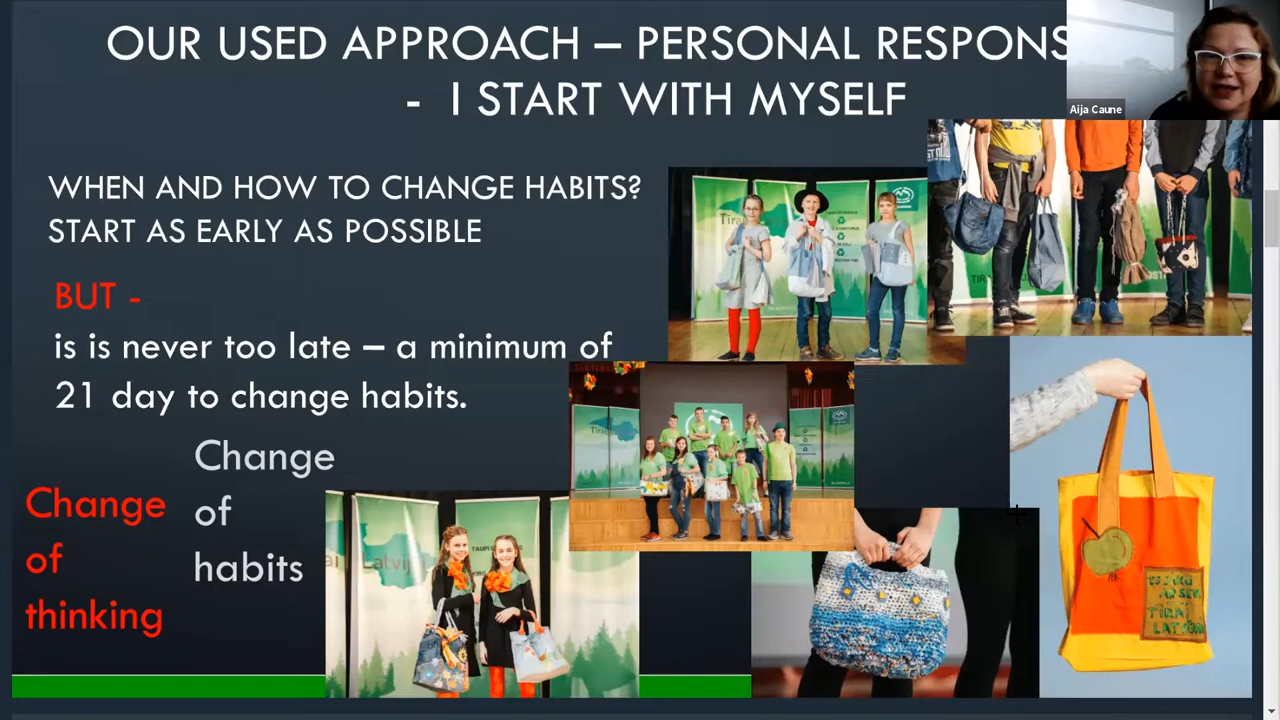 OUR USED APPROACH – PERSONAL RESPONS
- I START WITH MYSELF
Aija Caune
WHEN AND HOW TO CHANGE HABITS?
START AS EARLY AS POSSIBLE
BUT -
is is never too late – a minimum of
21 day to change habits.
Change
of
habits
Change
of
thinking
Tira
Latvij